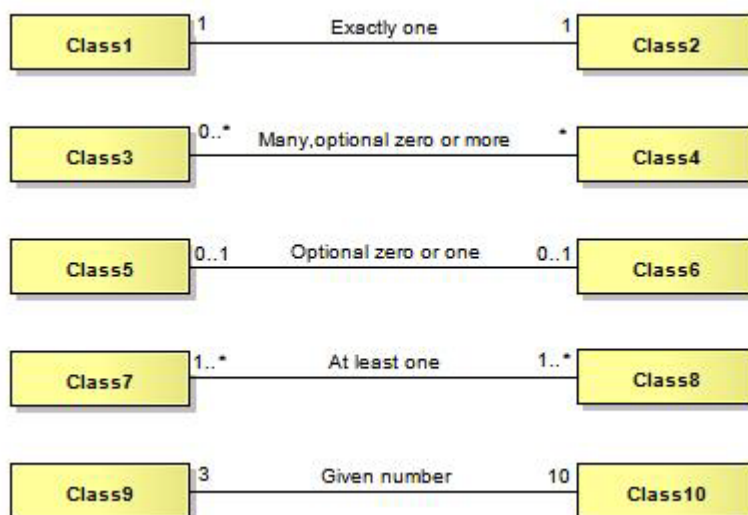 1 Exactly one 1
Class1 Class2
0..* Many,optional zero or more *
Class3 Class4
0..1 Optional zero or one 0..1
Class5 Class6
1..* At least one 1..*
Class7 Class8
3 Given number 10
Class9 Class10